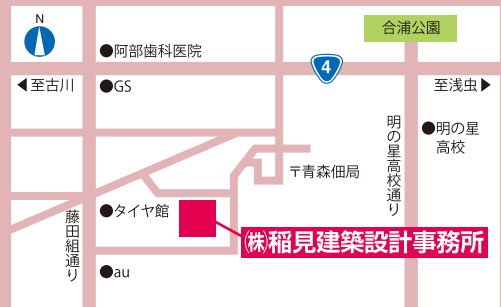 N
合浦公園
●阿部歯科医院
4
◀至古川
●GS
至浅虫▶
●明の星
高校
明の星高校通り
〒青森佃局
●タイヤ館
藤田組通り
㈱稲見建築設計事務所
●au